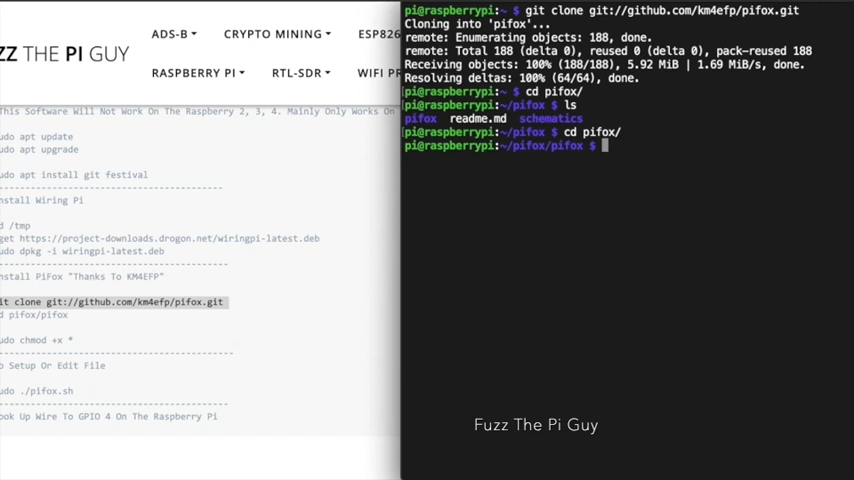 ZZ THE PI GUY
ADS-B CRYPTO MINING ESP826
RASPBERRY PI RTL-SDR WIFI PR
This Software Will Not Work On The Raspberry 2, 3, 4. Mainly Only Works On
udo apt update
udo apt upgrade
udo apt install git festival
nstall Wiring Pi
d /tmp
get https://project-downloads.drogon.net/wiringpi-latest.deb
udo dpkg -i wiringpi-latest.deb
nstall PiFox "Thanks To KM4EFP"
it clone git://github.com/km4efp/pifox.git
d pifox/pifox
udo chmod +x *
o Setup Or Edit File
udo ./pifox.sh
ook Up Wire To GPIO 4 On The Raspberry Pi
pi@raspberrypi:~ $ git clone git://github.com/km4efp/pifox.git
Cloning into 'pifox'...
remote: Enumerating objects: 188, done.
remote: Total 188 (delta 0), reused 0 (delta 0), pack-reused 188
Receiving objects: 100% (188/188), 5.92 MiB | 1.69 MiB/s, done.
Resolving deltas: 100% (64/64), done.
pi@raspberrypi:~ $ cd pifox/
pi@raspberrypi:~/pifox $ ls
pifox readme.md schematics
pi@raspberrypi:~/pifox $ cd pifox/
pi@raspberrypi:~/pifox/pifox $
Fuzz The Pi Guy